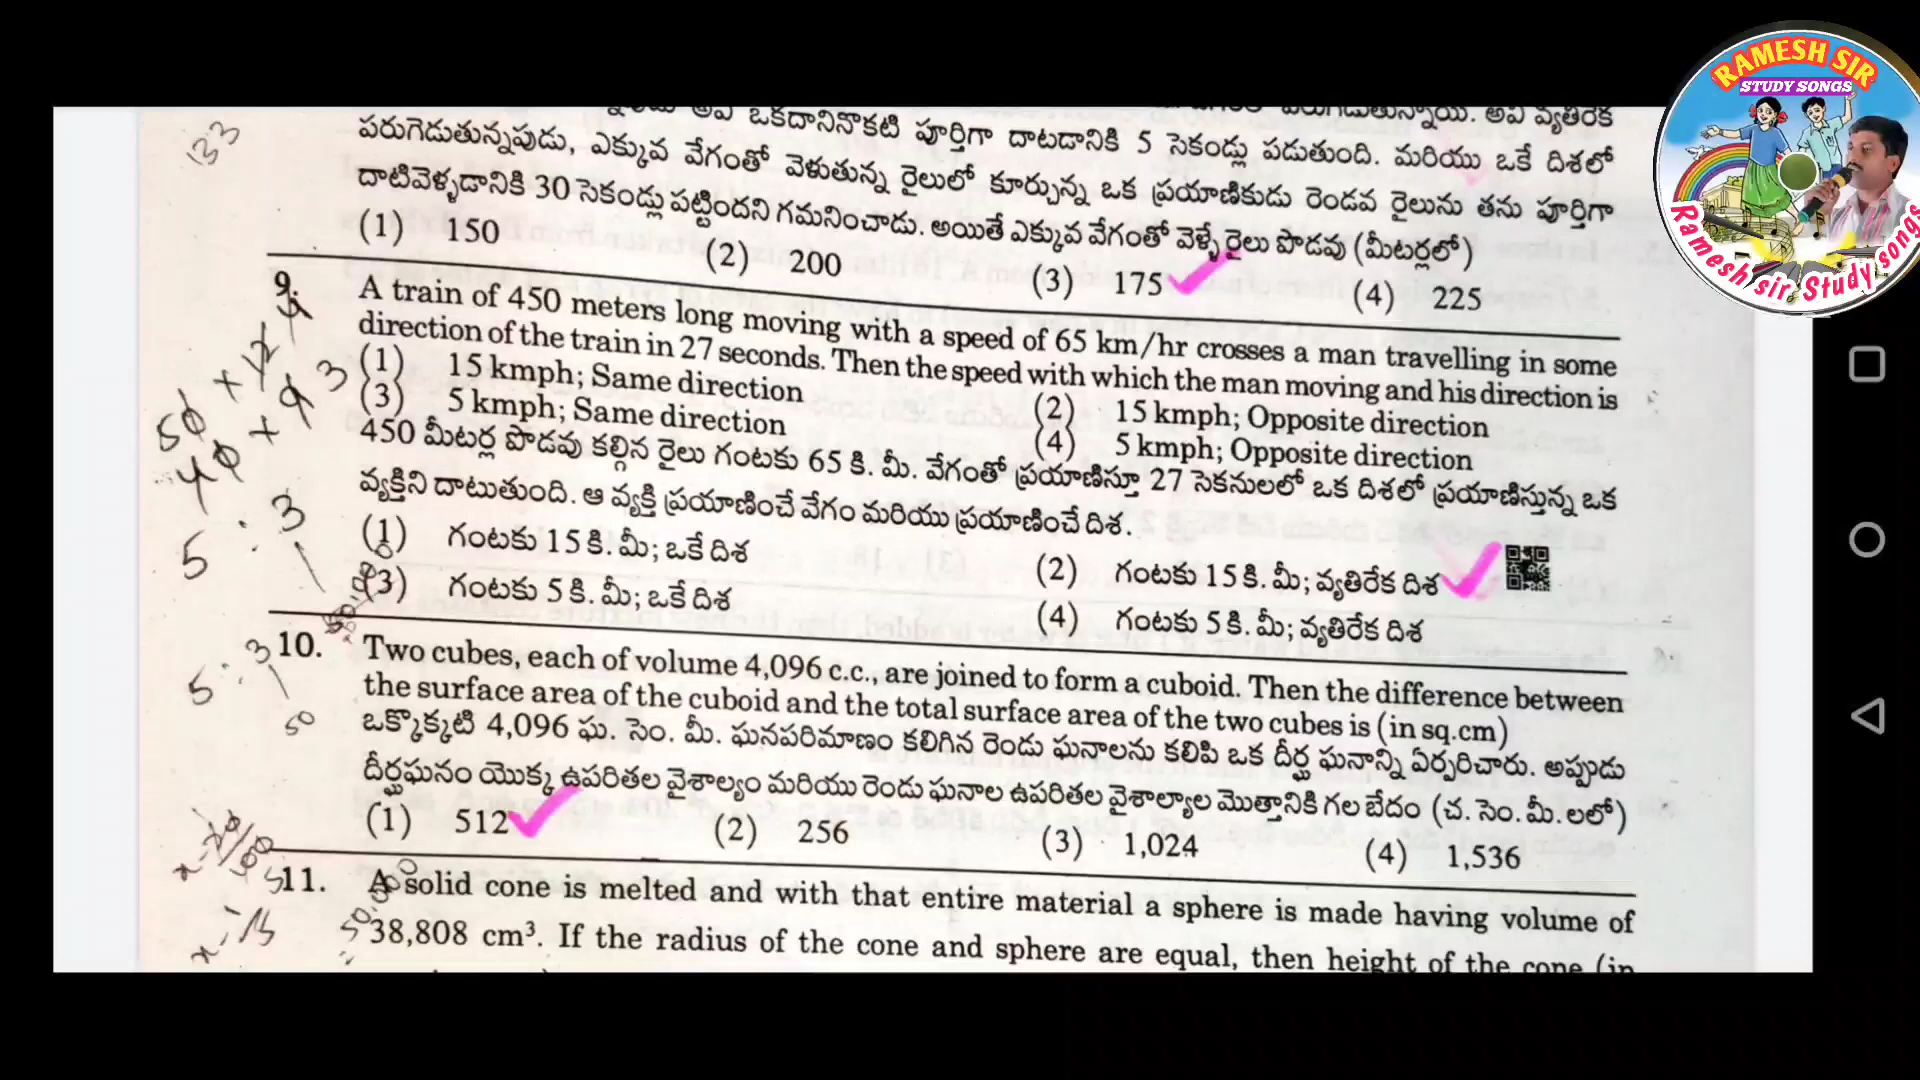 RAMESH SIR
STUDY SONGS
Ramesh sir Study songs
133
అవి ఒకదానినొకటి పూర్తిగా దాటడానికి 5 సెకండ్లు పడుతుంది. మరియు ఒకే దిశలో
పరుగెడుతున్నపుడు, ఎక్కువ వేగంతో వెళుతున్న రైలులో కూర్చున్న ఒక ప్రయాణికుడు రెండవ రైలును తను పూర్తిగా
దాటివెళ్ళడానికి 30 సెకండ్లు పట్టిందని గమనించాడు. అయితే ఎక్కువ వేగంతో వెళ్ళే రైలు పొడవు (మీటర్లలో)
(1) 150 (2) 200 (3) 175 (4) 225
9. A train of 450 meters long moving with a speed of 65 km/hr crosses a man travelling in some
direction of the train in 27 seconds. Then the speed with which the man moving and his direction is
(1) 15 kmph; Same direction (2) 15 kmph; Opposite direction
(3) 5 kmph; Same direction (4) 5 kmph; Opposite direction
450 మీటర్ల పొడవు కల్గిన రైలు గంటకు 65 కి. మీ. వేగంతో ప్రయాణిస్తూ 27 సెకనులలో ఒక దిశలో ప్రయాణిస్తున్న ఒక
వ్యక్తిని దాటుతుంది. ఆ వ్యక్తి ప్రయాణించే వేగం మరియు ప్రయాణించే దిశ.
(1) గంటకు 15 కి. మీ; ఒకే దిశ (2) గంటకు 15 కి. మీ; వ్యతిరేక దిశ
(3) గంటకు 5 కి. మీ; ఒకే దిశ (4) గంటకు 5 కి. మీ; వ్యతిరేక దిశ
5 : 3
10. Two cubes, each of volume 4,096 c.c., are joined to form a cuboid. Then the difference between
the surface area of the cuboid and the total surface area of the two cubes is (in sq.cm)
ఒక్కొక్కటి 4,096 ఘ. సెం. మీ. ఘనపరిమాణం కలిగిన రెండు ఘనాలను కలిపి ఒక దీర్ఘ ఘనాన్ని ఏర్పరిచారు. అప్పుడు
దీర్ఘఘనం యొక్క ఉపరితల వైశాల్యం మరియు రెండు ఘనాల ఉపరితల వైశాల్యాల మొత్తానికి గల బేదం (చ. సెం. మీ. లలో)
(1) 512 (2) 256 (3) 1,024 (4) 1,536
5 : 3
50
11. A solid cone is melted and with that entire material a sphere is made having volume of
38,808 cm³. If the radius of the cone and sphere are equal, then height of the cone (in